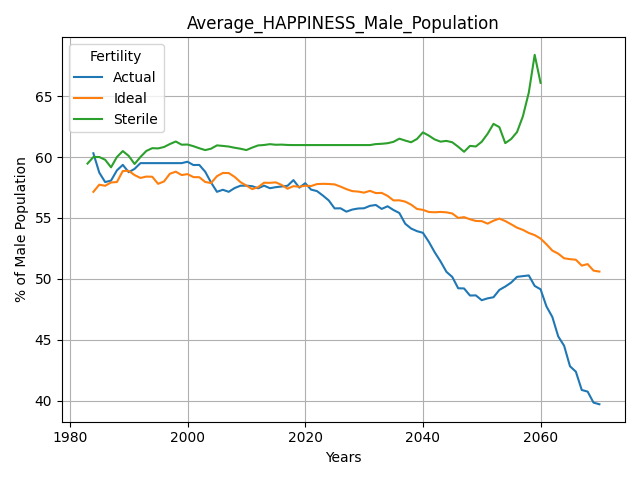 Average_HAPPINESS_Male_Population
Fertility
Actual
Ideal
Sterile
% of Male Population
65
60
55
50
45
40
1980
2000
2020
2040
2060
Years